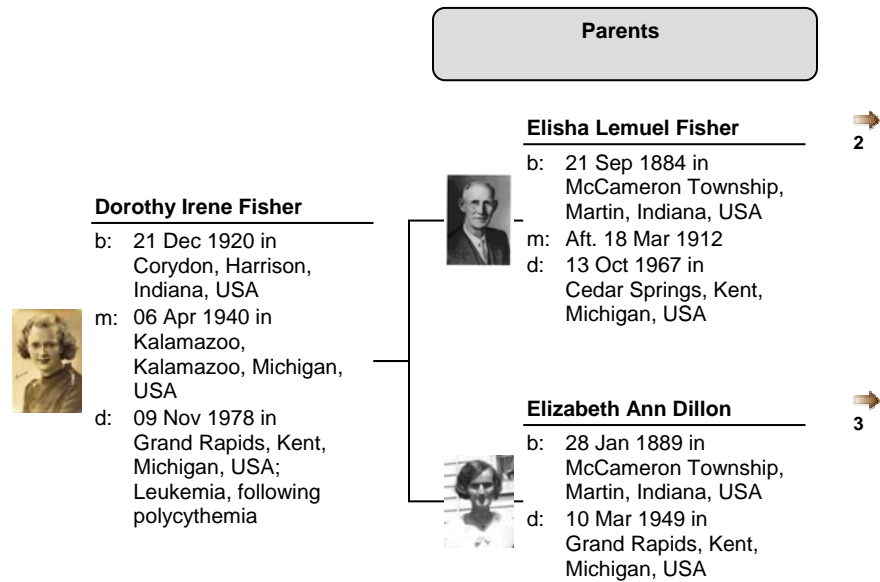 Parents
Elisha Lemuel Fisher
2
b: 21 Sep 1884 in
McCameron Township,
Martin, Indiana, USA
m: Aft. 18 Mar 1912
d: 13 Oct 1967 in
Cedar Springs, Kent,
Michigan, USA
Dorothy Irene Fisher
b: 21 Dec 1920 in
Corydon, Harrison,
Indiana, USA
m: 06 Apr 1940 in
Kalamazoo,
Kalamazoo, Michigan,
USA
d: 09 Nov 1978 in
Grand Rapids, Kent,
Michigan, USA;
Leukemia, following
polycythemia
Elizabeth Ann Dillon
3
b: 28 Jan 1889 in
McCameron Township,
Martin, Indiana, USA
d: 10 Mar 1949 in
Grand Rapids, Kent,
Michigan, USA